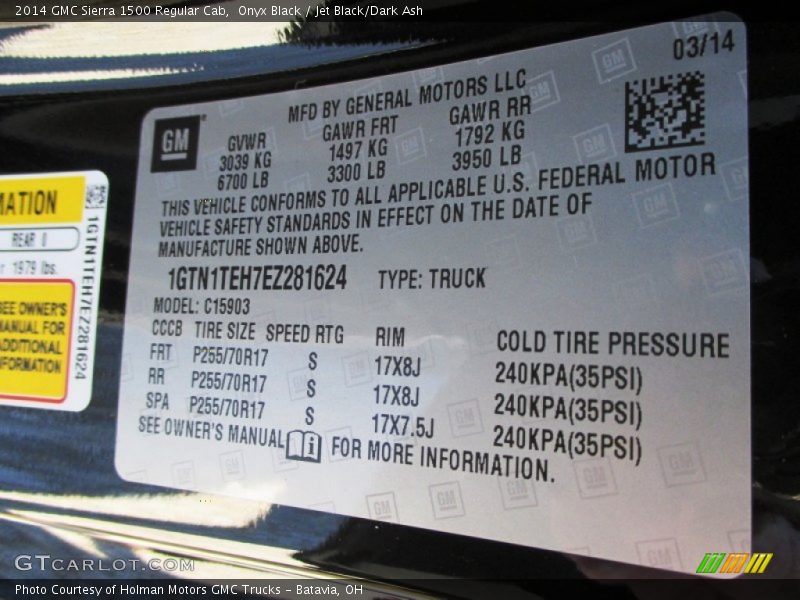 2014 GMC Sierra 1500 Regular Cab,  Onyx Black / Jet Black/Dark Ash
03/14
MFD BY GENERAL MOTORS LLC
GM
GVWR GAWR FRT GAWR RR
3039 KG 1497 KG 1792 KG
6700 LB 3300 LB 3950 LB
THIS VEHICLE CONFORMS TO ALL APPLICABLE U.S. FEDERAL MOTOR
VEHICLE SAFETY STANDARDS IN EFFECT ON THE DATE OF
MANUFACTURE SHOWN ABOVE.
1GTN1TEH7EZ281624 TYPE: TRUCK
MODEL: C15903
CCCB TIRE SIZE SPEED RTG RIM COLD TIRE PRESSURE
FRT P255/70R17 S 17X8J 240KPA(35PSI)
RR P255/70R17 S 17X8J 240KPA(35PSI)
SPA P255/70R17 S 17X7.5J 240KPA(35PSI)
SEE OWNER'S MANUAL FOR MORE INFORMATION.
MATION
REAR 0
r 1979 lbs.
SEE OWNER'S
MANUAL FOR
ADDITIONAL
INFORMATION
1GTN1TEH7EZ281624
GTCARLOT.COM
Photo Courtesy of Holman Motors GMC Trucks - Batavia, OH